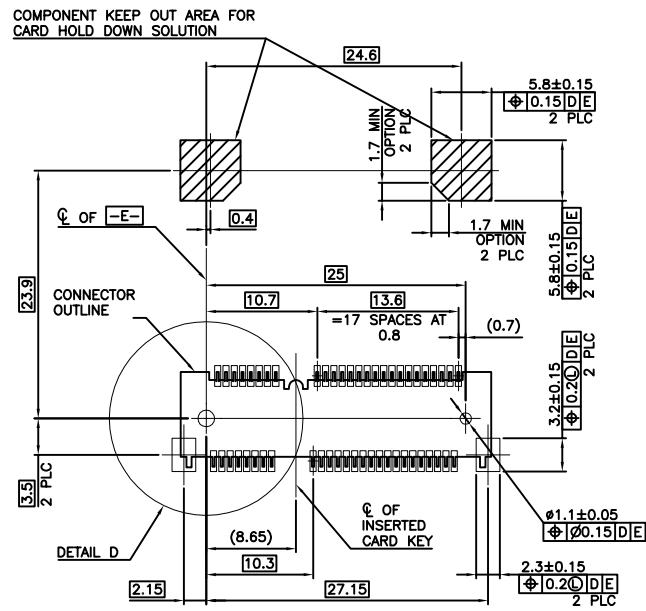 COMPONENT KEEP OUT AREA FOR
CARD HOLD DOWN SOLUTION
24.6
5.8±0.15
⌖ 0.15 D E
2 PLC
1.7 MIN
OPTION
2 PLC
℄ OF -E-
0.4
1.7 MIN
OPTION
2 PLC
5.8±0.15
⌖ 0.15 D E
2 PLC
23.9
25
CONNECTOR
OUTLINE
10.7
13.6
=17 SPACES AT
0.8
(0.7)
3.2±0.15
⌖ 0.2Ⓛ D E
2 PLC
3.5
2 PLC
℄ OF
INSERTED
CARD KEY
ø1.1±0.05
⌖ Ø0.15 D E
DETAIL D
(8.65)
10.3
2.3±0.15
⌖ 0.2Ⓛ D E
2 PLC
2.15
27.15